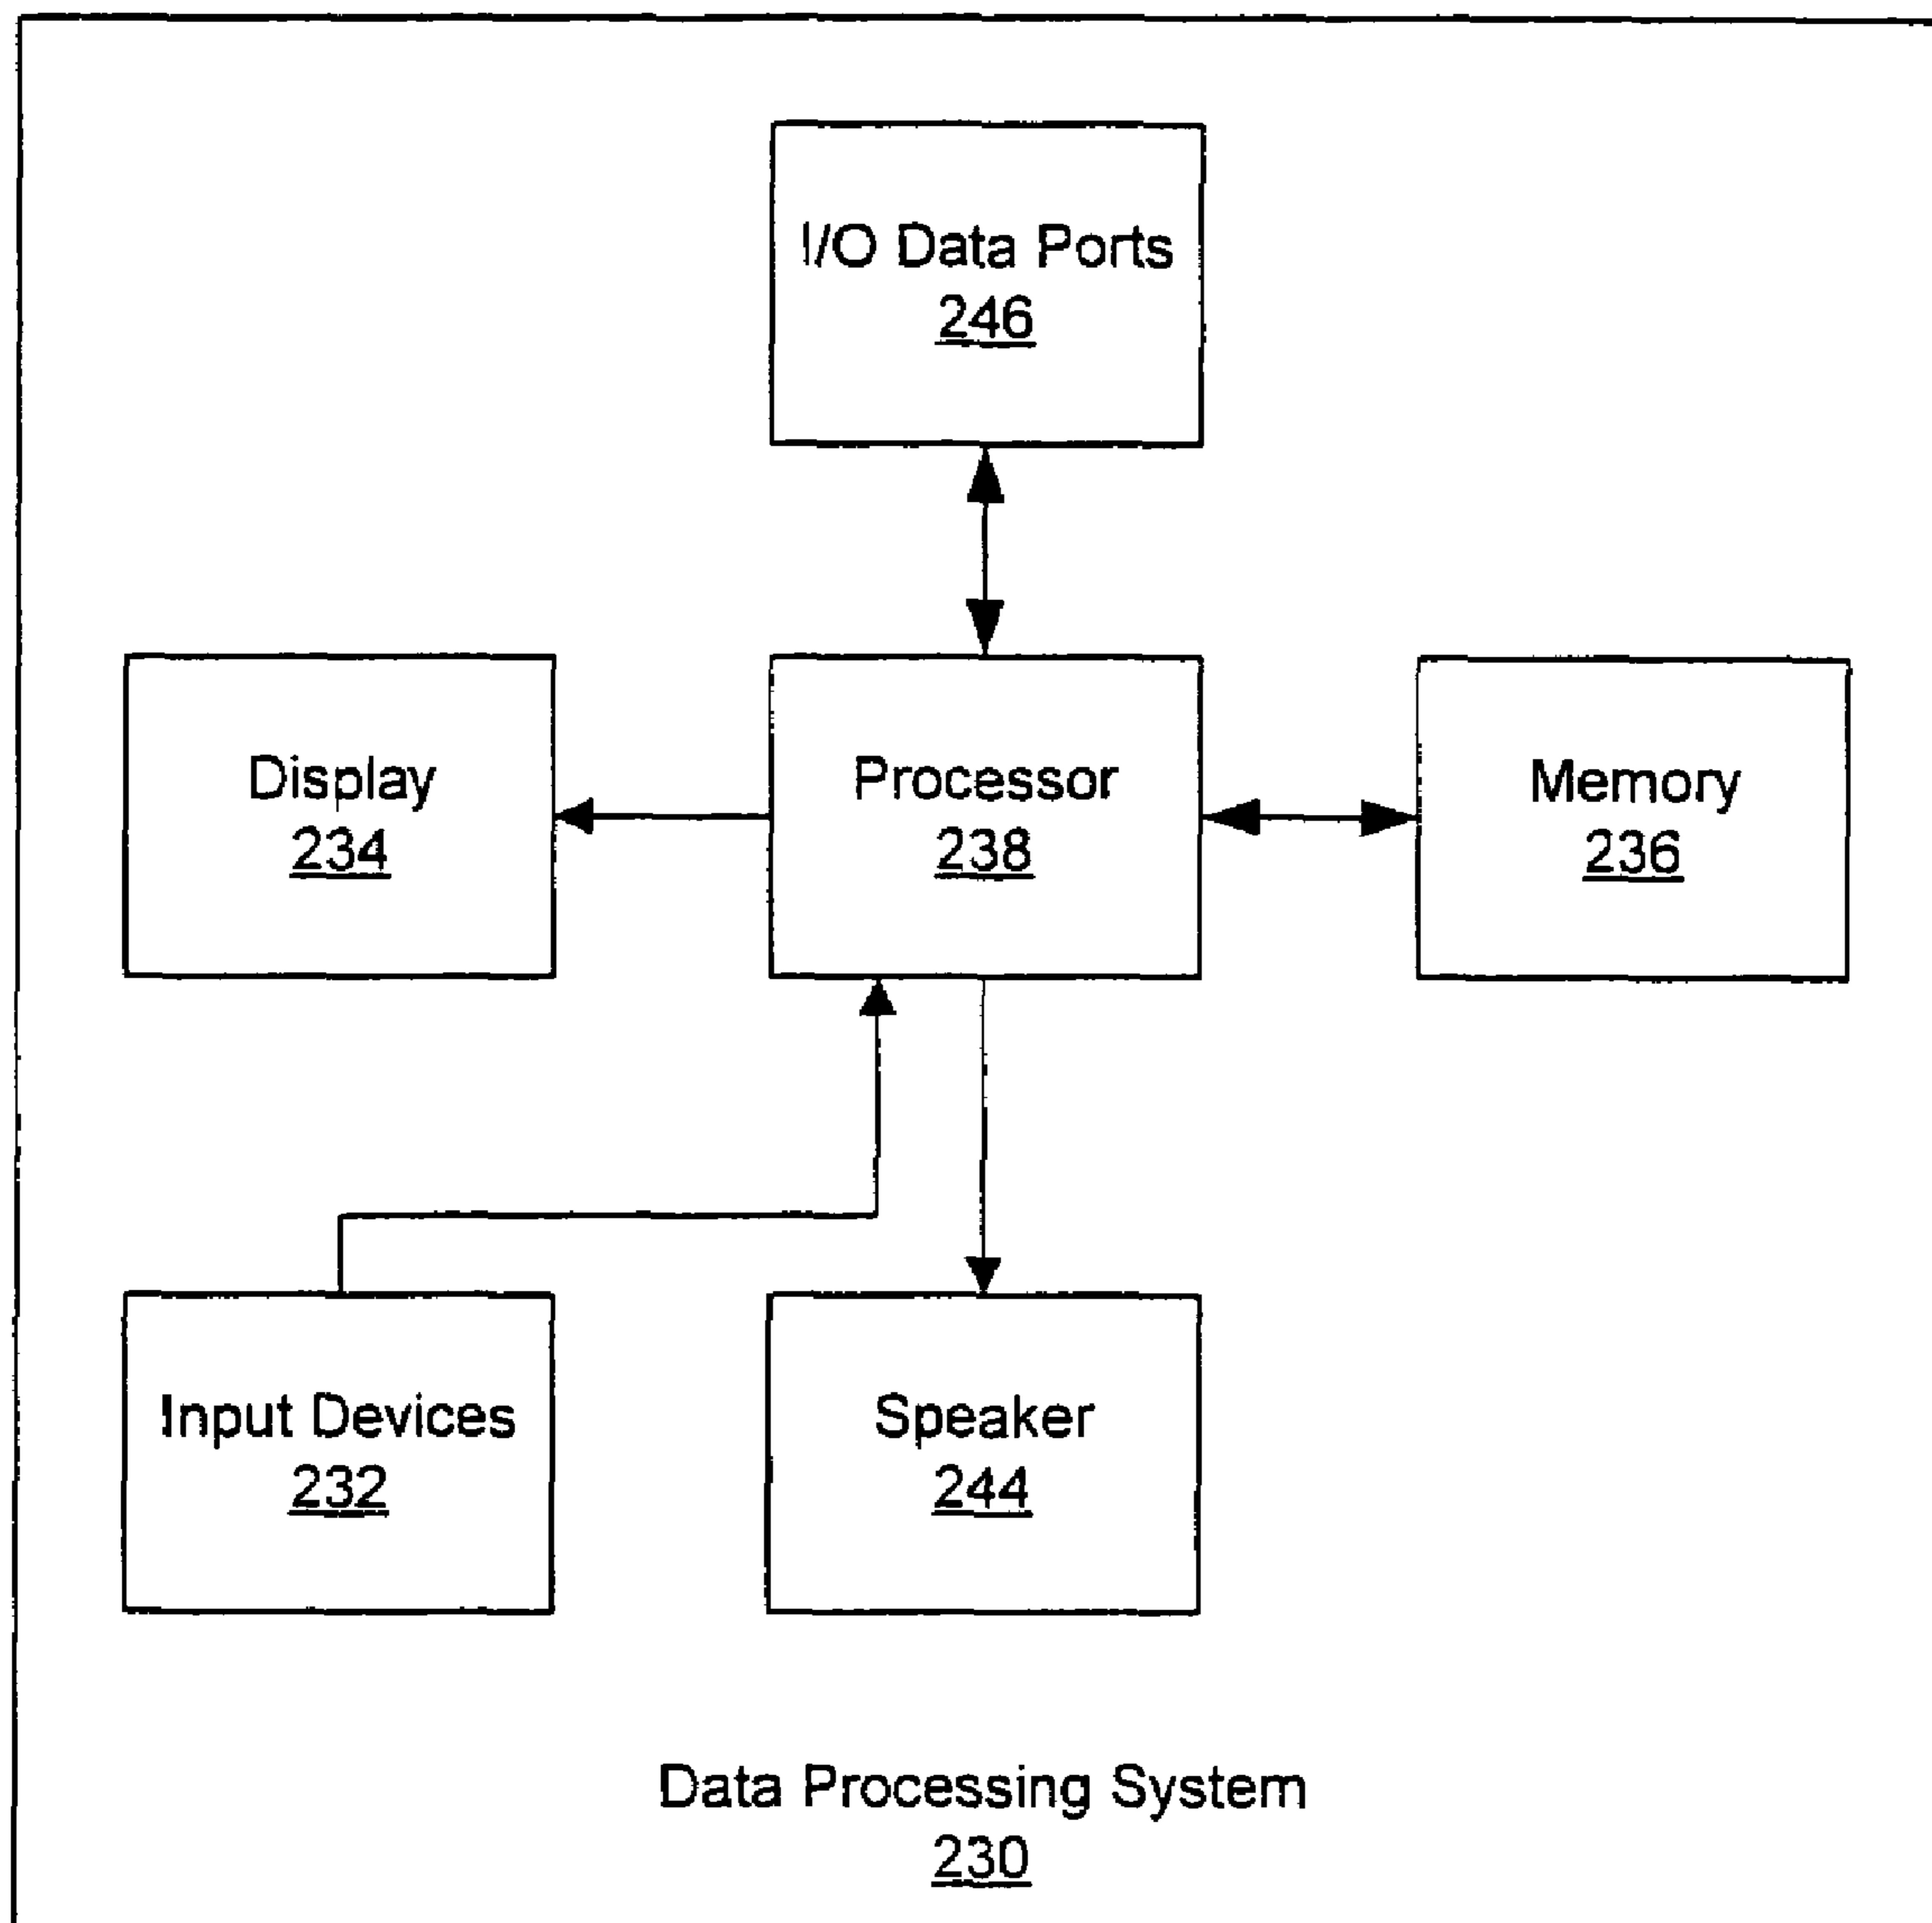 I/O Data Ports
246
Display
234
Processor
238
Memory
236
Input Devices
232
Speaker
244
Data Processing System
230